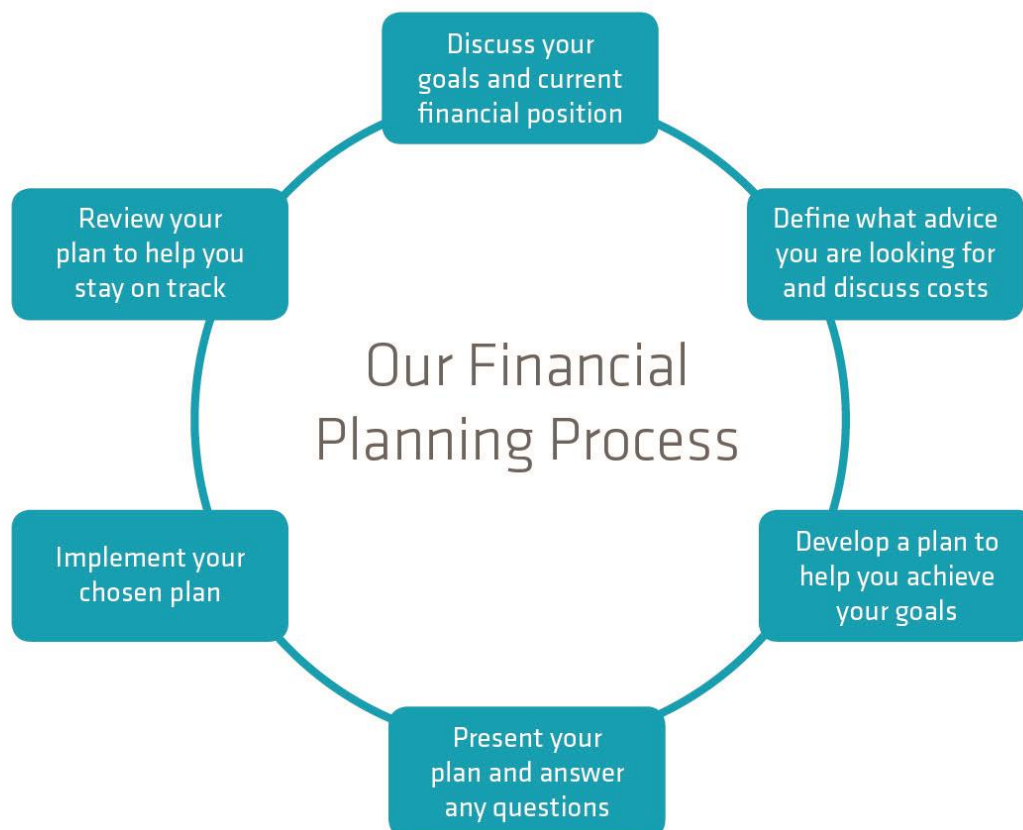 Discuss your
goals and current
financial position
Define what advice
you are looking for
and discuss costs
Develop a plan to
help you achieve
your goals
Present your
plan and answer
any questions
Implement your
chosen plan
Review your
plan to help you
stay on track
Our Financial
Planning Process